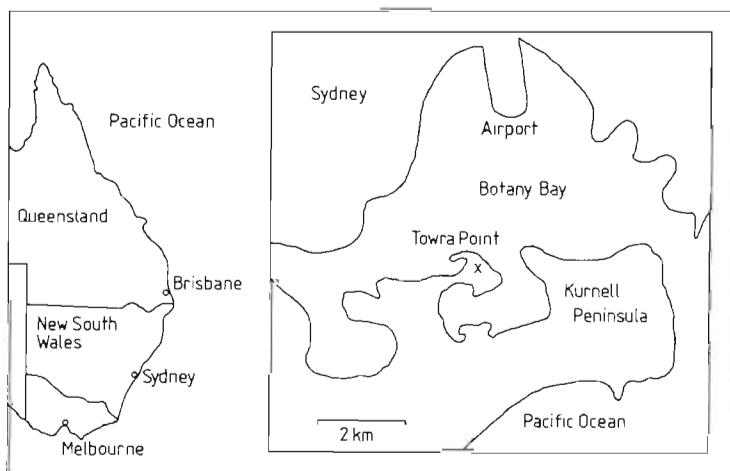 Pacific Ocean
Queensland
Brisbane
New South
Wales
Sydney
Melbourne
Sydney
Airport
Botany Bay
Towra Point
x
Kurnell
Peninsula
2 km
Pacific Ocean